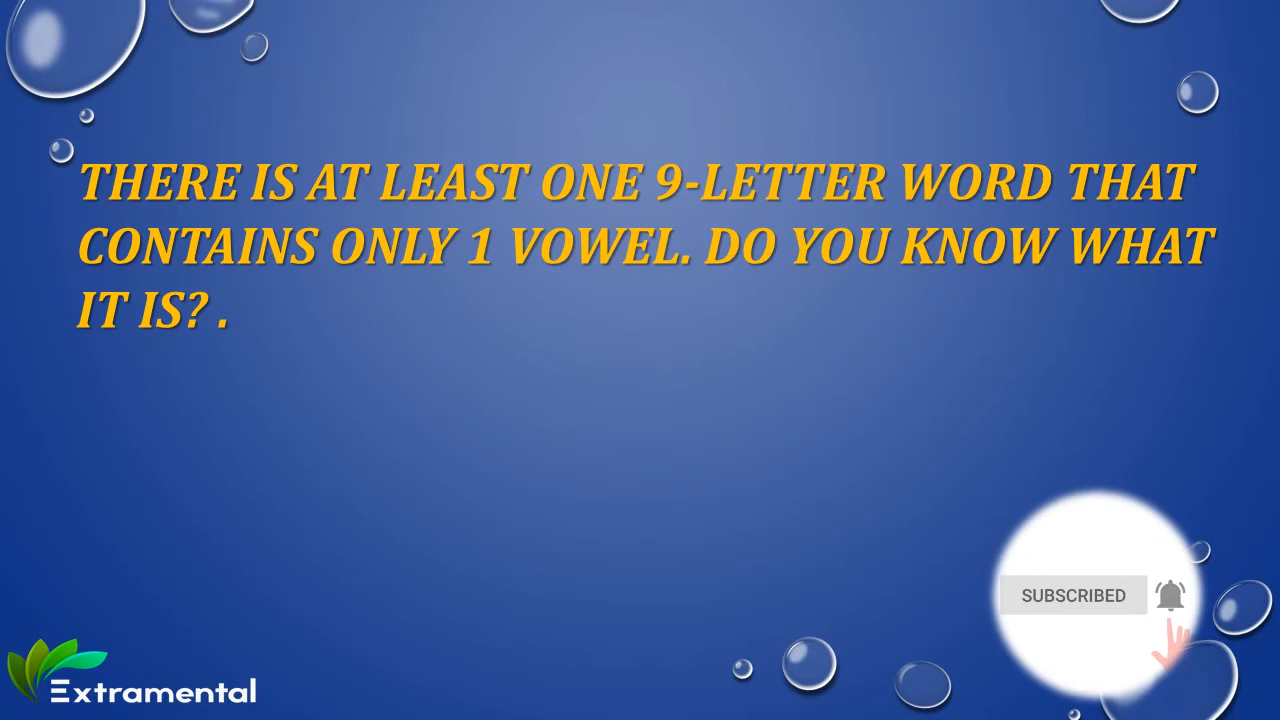 THERE IS AT LEAST ONE 9-LETTER WORD THAT
CONTAINS ONLY 1 VOWEL. DO YOU KNOW WHAT
IT IS? .
SUBSCRIBED
Extramental